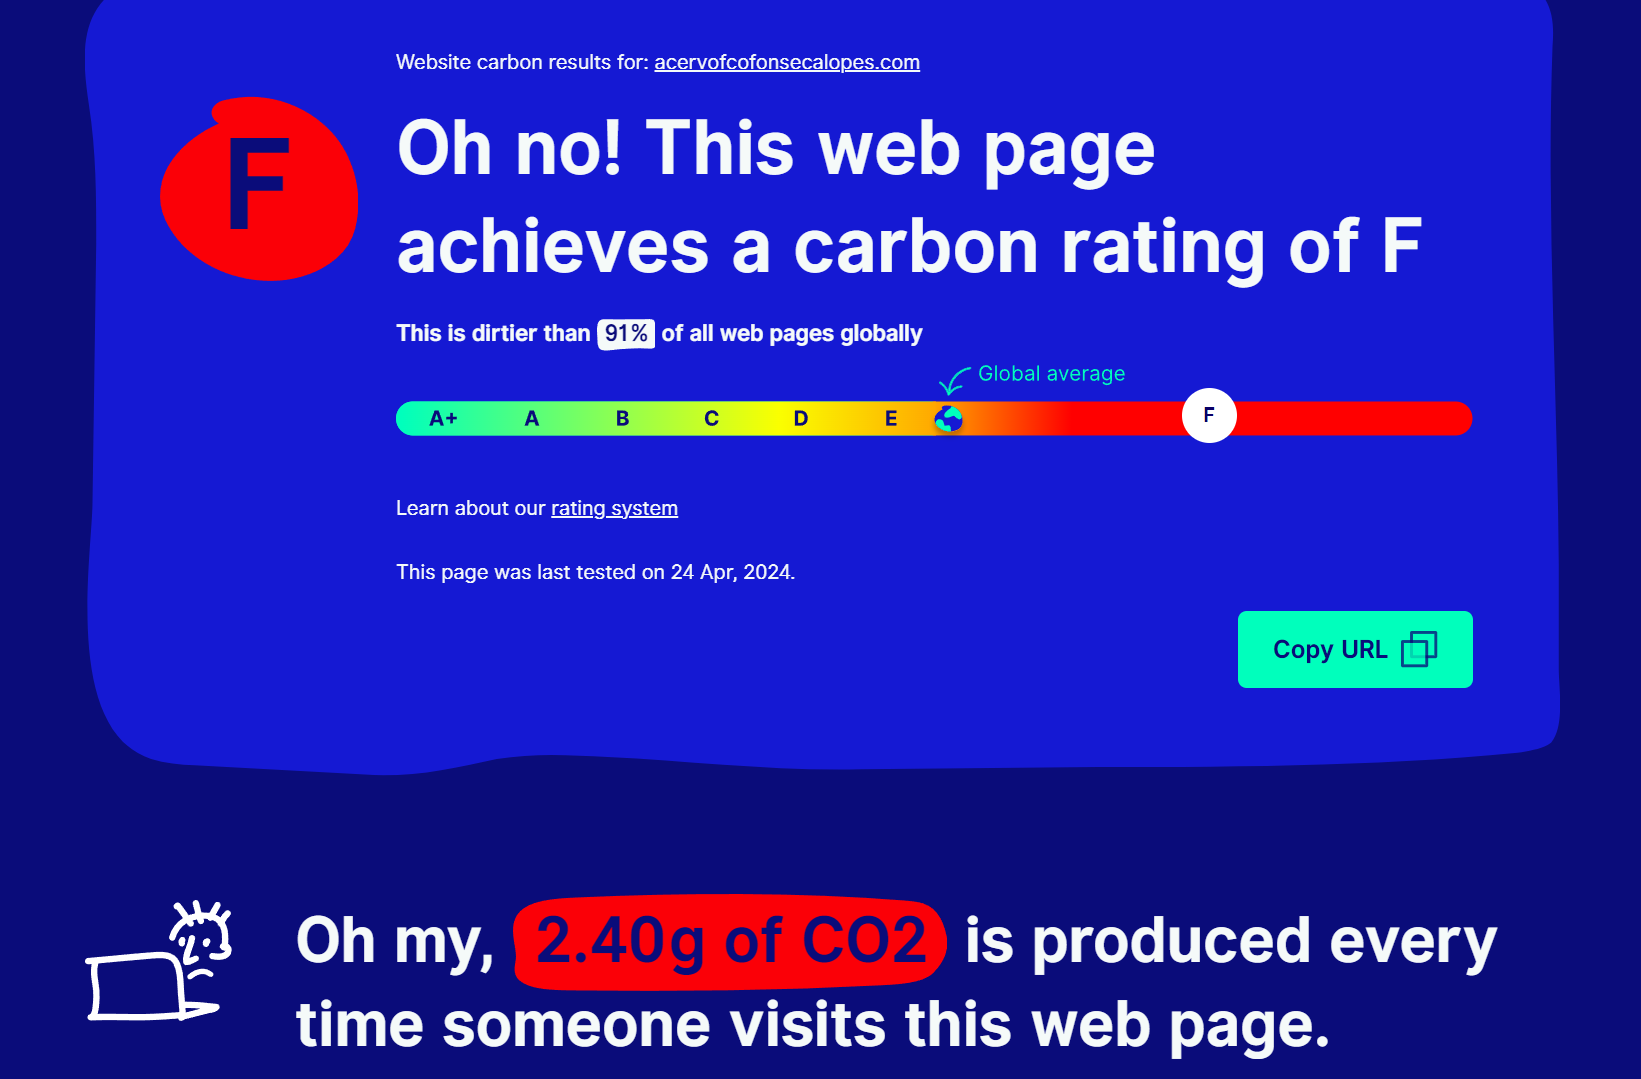 Website carbon results for: acervofcofonsecalopes.com
F
Oh no! This web page
achieves a carbon rating of F
This is dirtier than 91% of all web pages globally
Global average
A+ A B C D E F
Learn about our rating system
This page was last tested on 24 Apr, 2024.
Copy URL
Oh my, 2.40g of CO2 is produced every
time someone visits this web page.